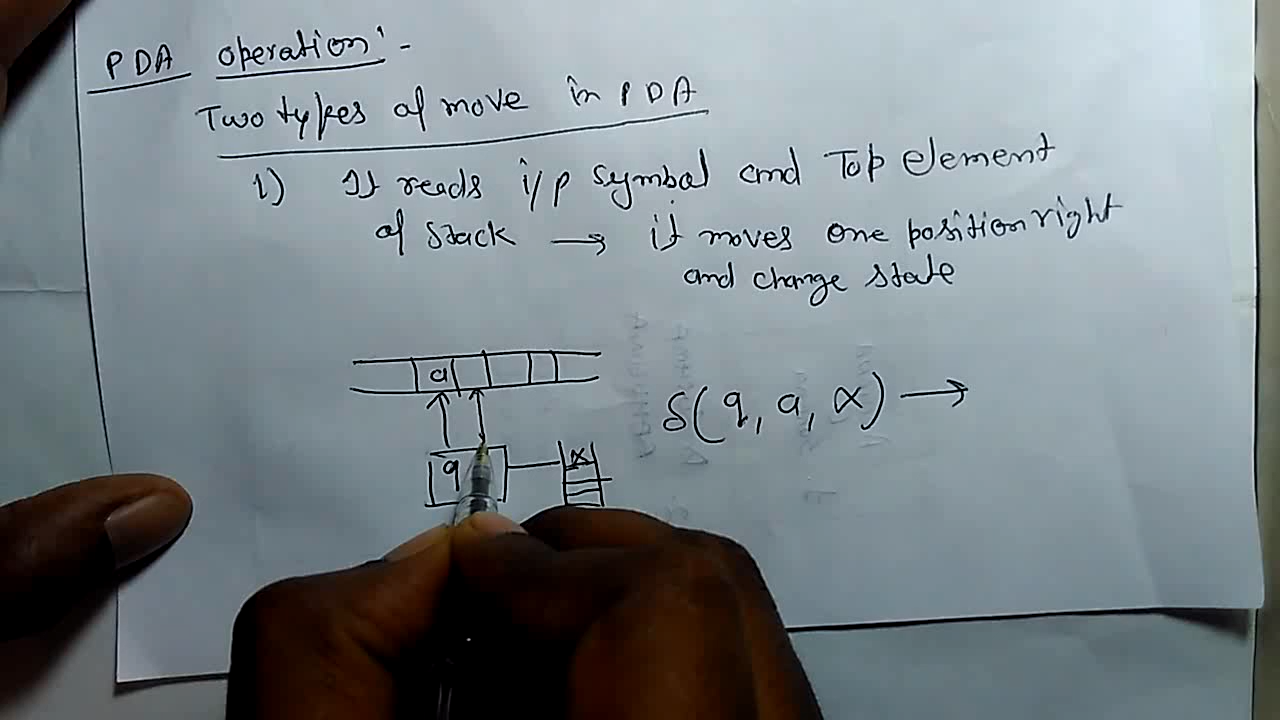 PDA operation:-
Two types of move in PDA
1) It reads i/p symbol and Top element
of stack → it moves one position right
and change state
a
δ(q, a, α) →
q
α